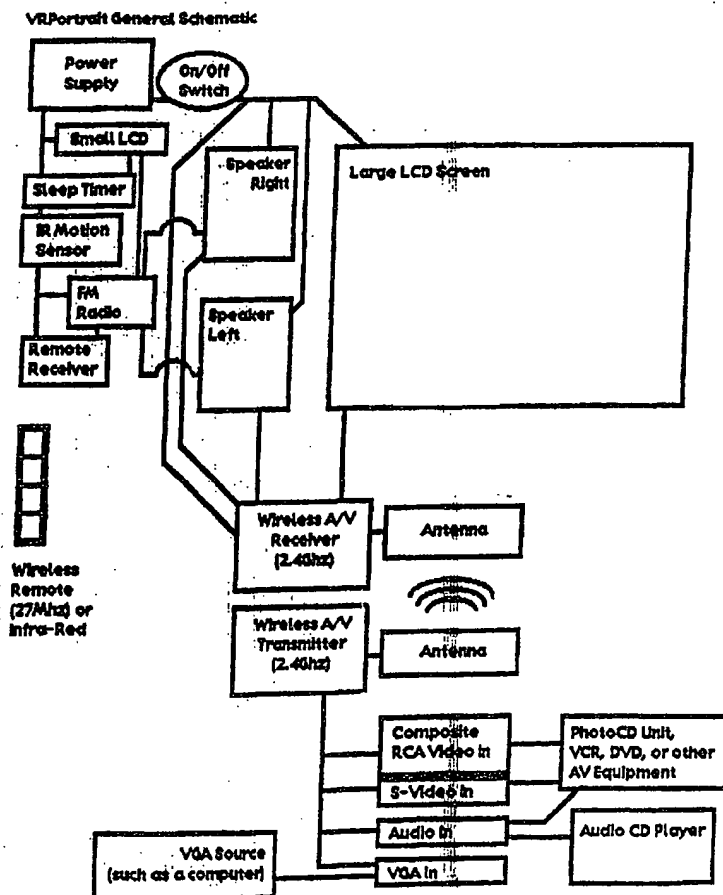 VRPortrait General Schematic
Power
Supply
On/Off
Switch
Small LCD
Sleep Timer
IR Motion
Sensor
FM
Radio
Remote
Receiver
Speaker
Right
Speaker
Left
Large LCD Screen
Wireless
Remote
(27Mhz) or
Infra-Red
Wireless A/V
Receiver
(2.4Ghz)
Antenna
Wireless A/V
Transmitter
(2.4Ghz)
Antenna
Composite
RCA Video In
S-Video In
Audio In
VGA In
PhotoCD Unit,
VCR, DVD, or other
AV Equipment
Audio CD Player
VGA Source
(such as a computer)